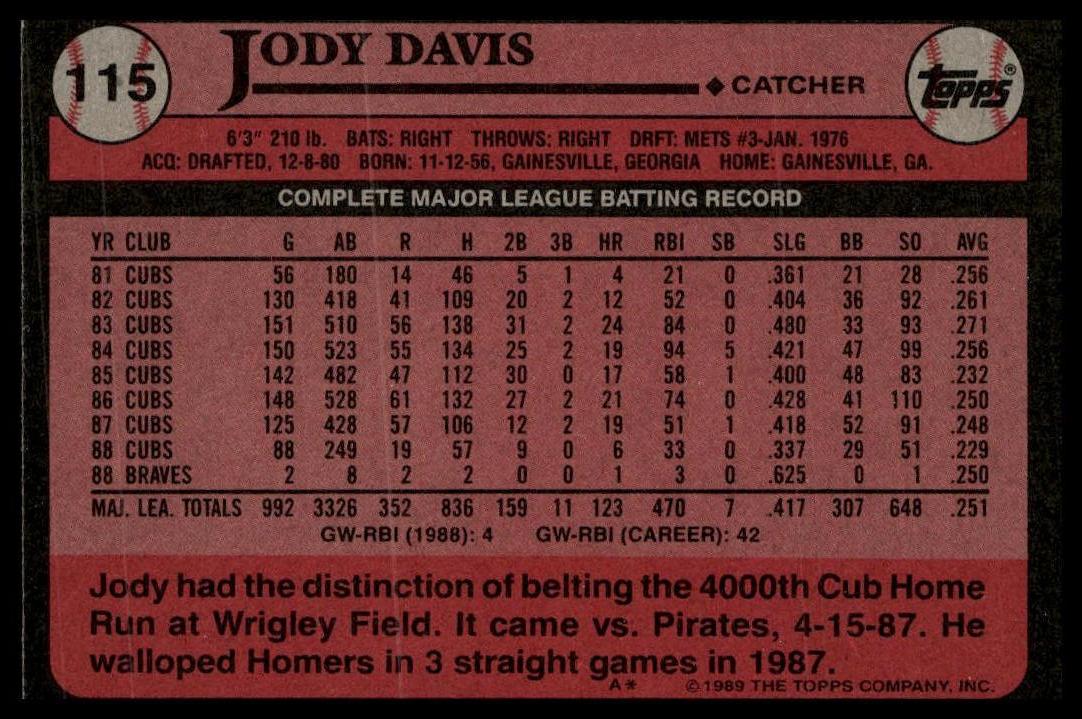 115
JODY DAVIS
◆ CATCHER
topps®
6'3" 210 lb. BATS: RIGHT THROWS: RIGHT DRFT: METS #3-JAN. 1976
ACQ: DRAFTED, 12-8-80 BORN: 11-12-56, GAINESVILLE, GEORGIA HOME: GAINESVILLE, GA.
COMPLETE MAJOR LEAGUE BATTING RECORD
YR CLUB G AB R H 2B 3B HR RBI SB SLG BB SO AVG
81 CUBS 56 180 14 46 5 1 4 21 0 .361 21 28 .256
82 CUBS 130 418 41 109 20 2 12 52 0 .404 36 92 .261
83 CUBS 151 510 56 138 31 2 24 84 0 .480 33 93 .271
84 CUBS 150 523 55 134 25 2 19 94 5 .421 47 99 .256
85 CUBS 142 482 47 112 30 0 17 58 1 .400 48 83 .232
86 CUBS 148 528 61 132 27 2 21 74 0 .428 41 110 .250
87 CUBS 125 428 57 106 12 2 19 51 1 .418 52 91 .248
88 CUBS 88 249 19 57 9 0 6 33 0 .337 29 51 .229
88 BRAVES 2 8 2 2 0 0 1 3 0 .625 0 1 .250
MAJ. LEA. TOTALS 992 3326 352 836 159 11 123 470 7 .417 307 648 .251
GW-RBI (1988): 4 GW-RBI (CAREER): 42
Jody had the distinction of belting the 4000th Cub Home
Run at Wrigley Field. It came vs. Pirates, 4-15-87. He
walloped Homers in 3 straight games in 1987.
A* ©1989 THE TOPPS COMPANY, INC.